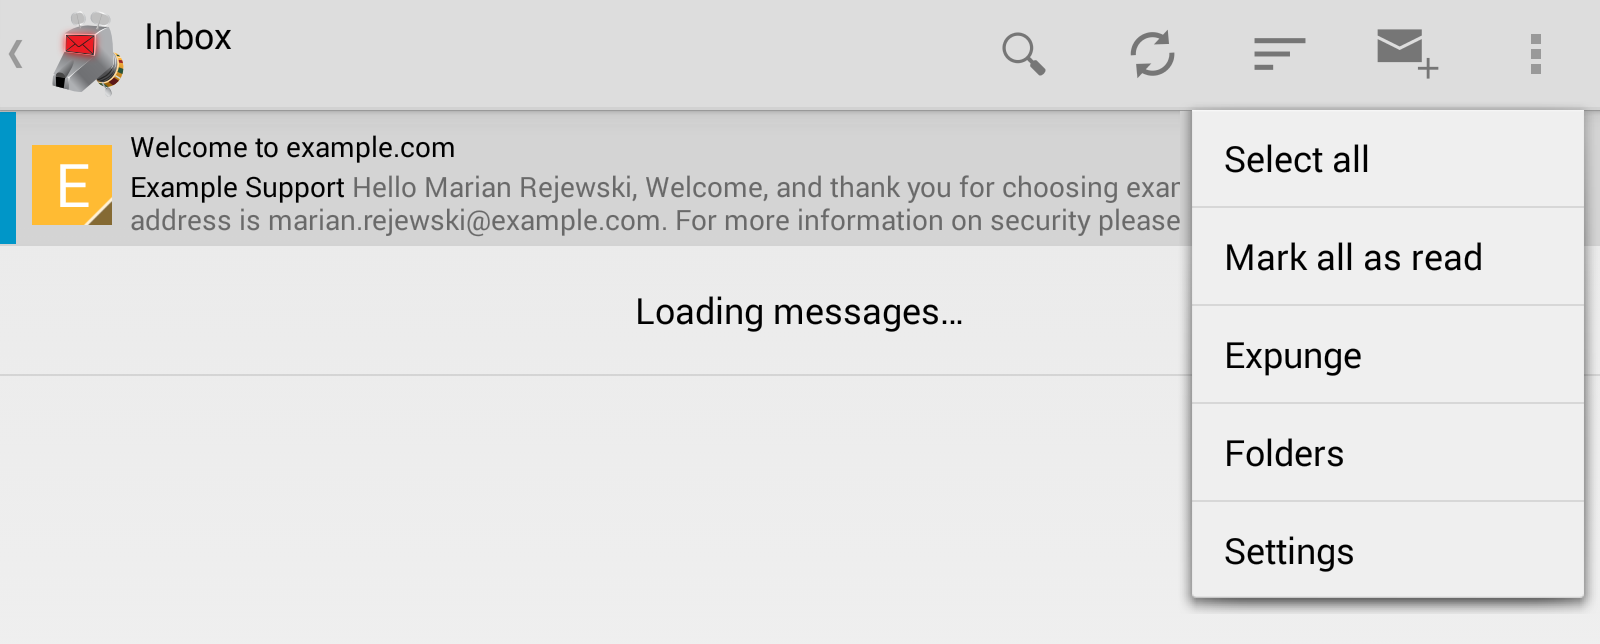 Inbox
Welcome to example.com
E
Example Support Hello Marian Rejewski, Welcome, and thank you for choosing
address is marian.rejewski@example.com. For more information on security please
Loading messages…
Select all
Mark all as read
Expunge
Folders
Settings